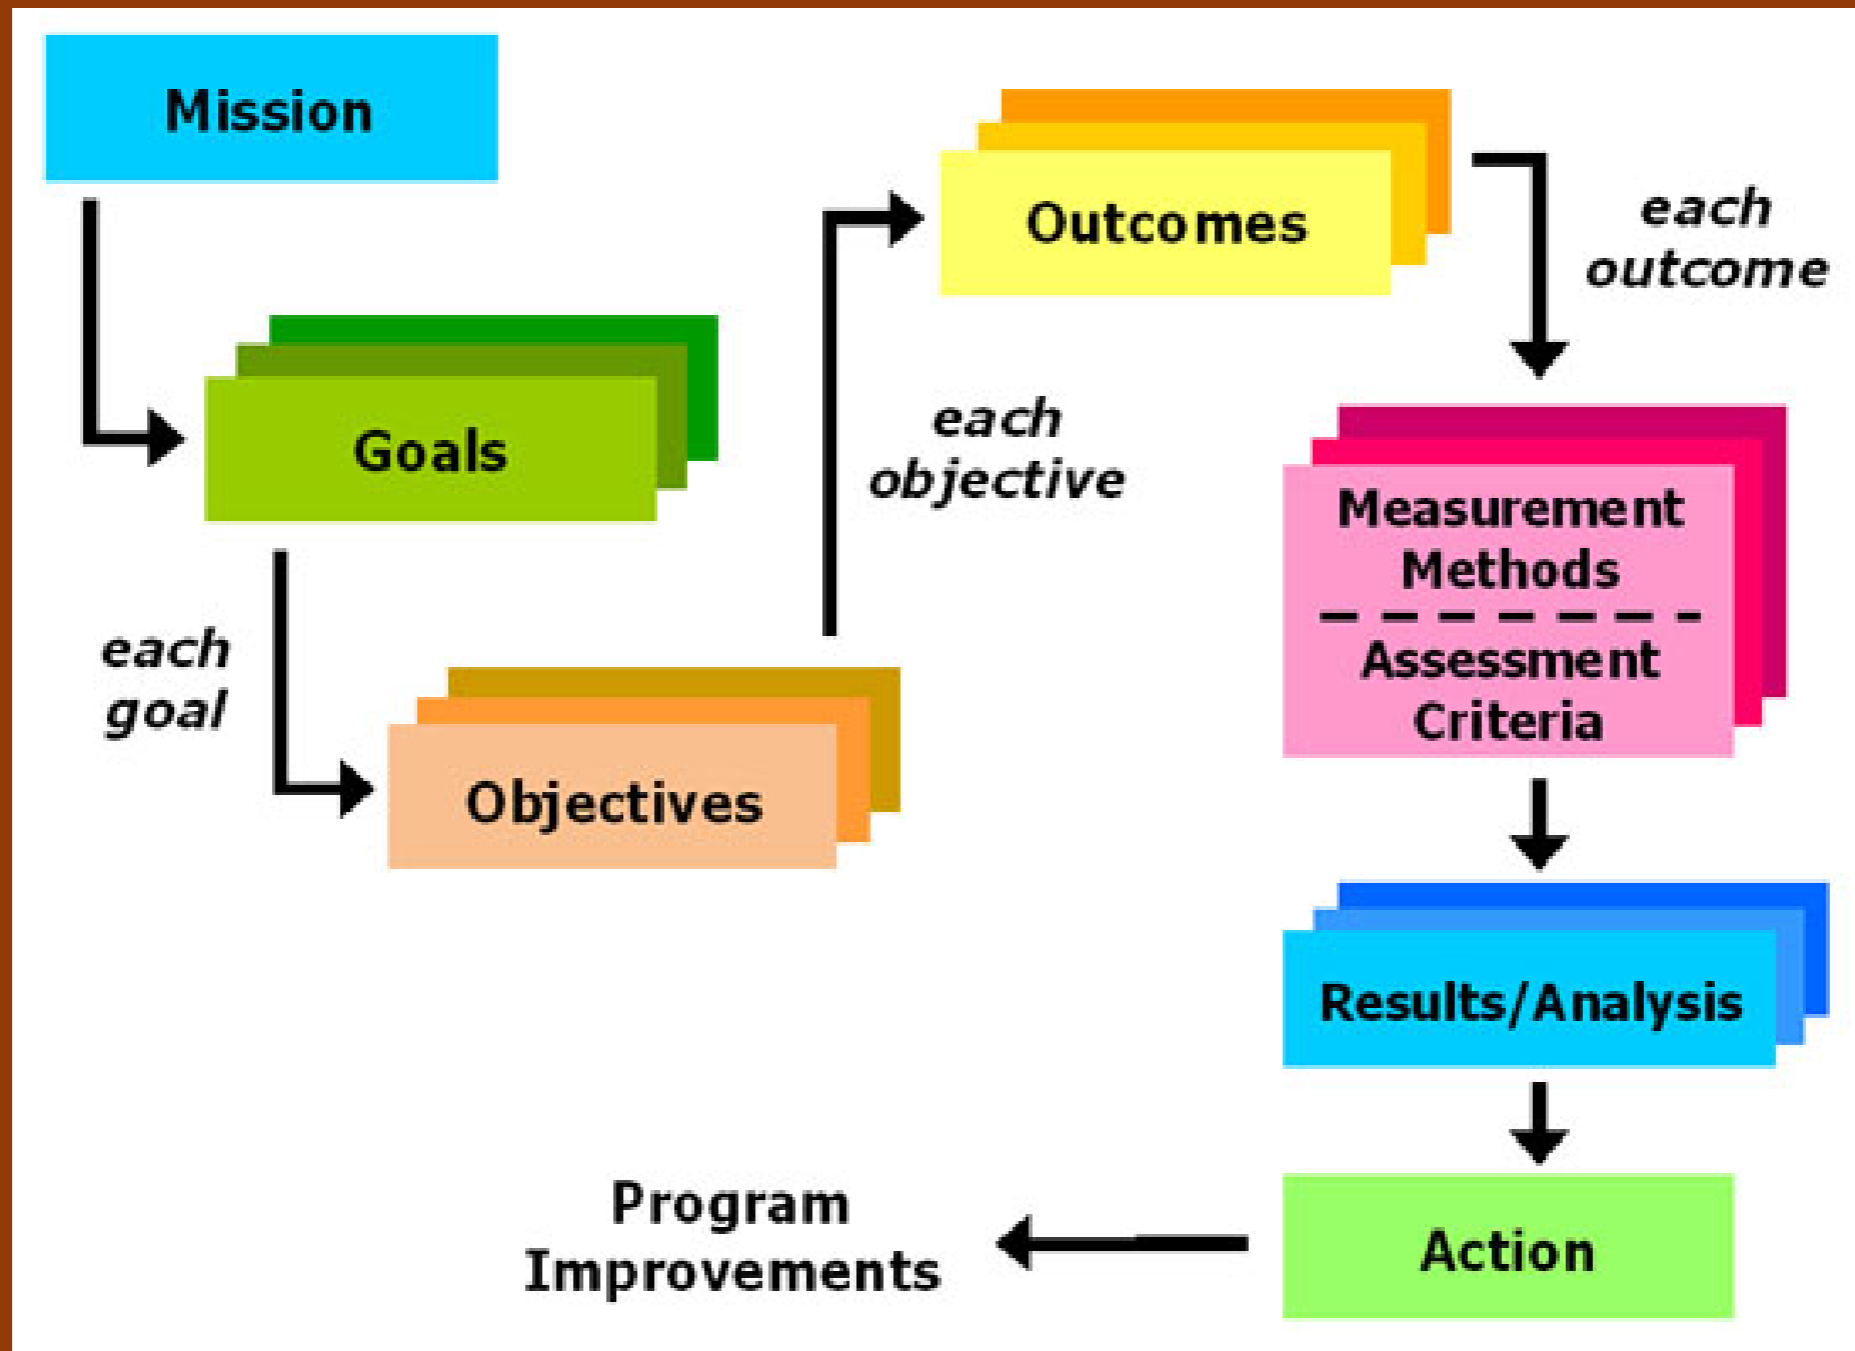 Mission
Goals
each
goal
Objectives
each
objective
Outcomes
each
outcome
Measurement
Methods
Assessment
Criteria
Results/Analysis
Action
Program
Improvements